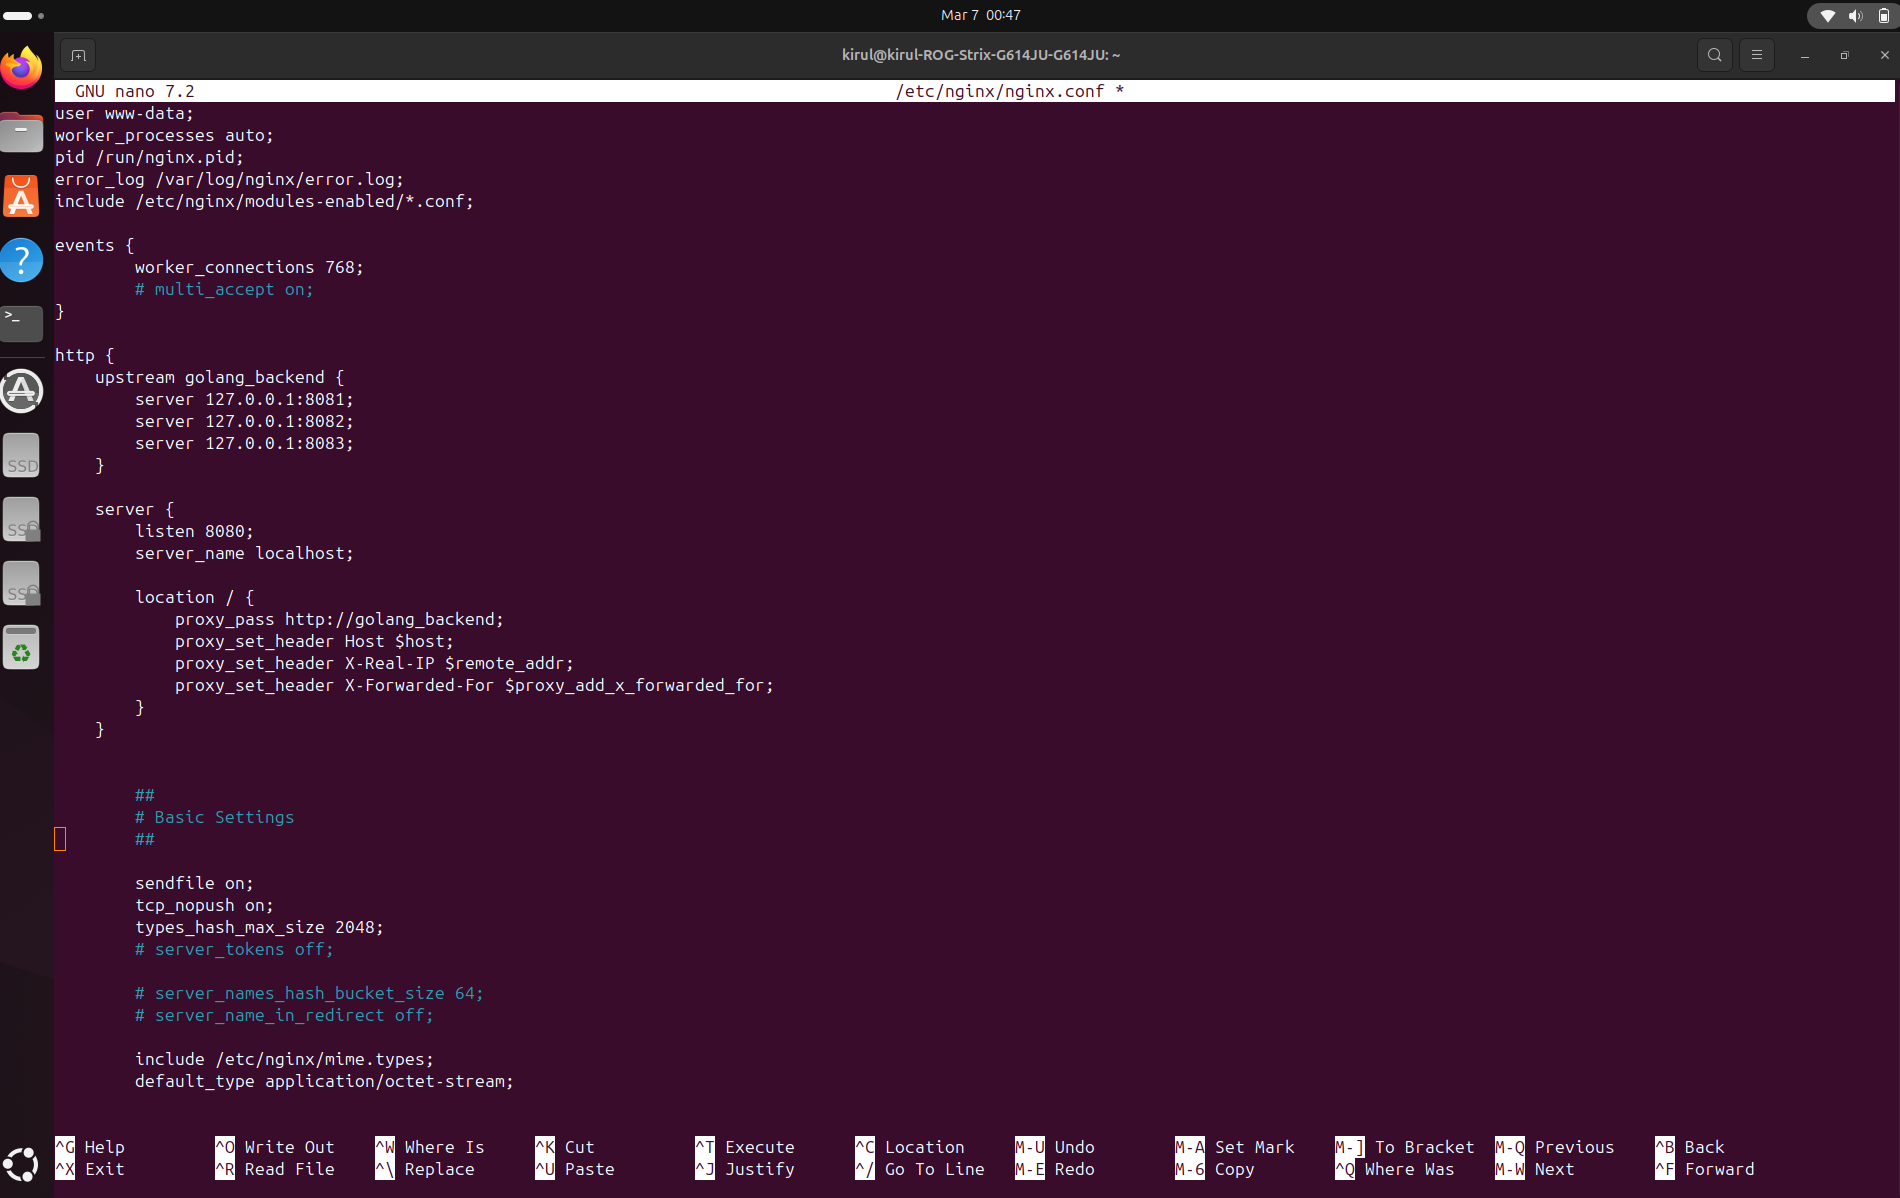 Mar 7 00:47
kirul@kirul-ROG-Strix-G614JU-G614JU: ~
GNU nano 7.2 /etc/nginx/nginx.conf *
user www-data;
worker_processes auto;
pid /run/nginx.pid;
error_log /var/log/nginx/error.log;
include /etc/nginx/modules-enabled/*.conf;
events {
worker_connections 768;
# multi_accept on;
}
http {
upstream golang_backend {
server 127.0.0.1:8081;
server 127.0.0.1:8082;
server 127.0.0.1:8083;
}
server {
listen 8080;
server_name localhost;
location / {
proxy_pass http://golang_backend;
proxy_set_header Host $host;
proxy_set_header X-Real-IP $remote_addr;
proxy_set_header X-Forwarded-For $proxy_add_x_forwarded_for;
}
}
##
# Basic Settings
##
sendfile on;
tcp_nopush on;
types_hash_max_size 2048;
# server_tokens off;
# server_names_hash_bucket_size 64;
# server_name_in_redirect off;
include /etc/nginx/mime.types;
default_type application/octet-stream;
^G Help ^O Write Out ^W Where Is ^K Cut ^T Execute ^C Location M-U Undo M-A Set Mark M-] To Bracket M-Q Previous ^B Back
^X Exit ^R Read File ^\ Replace ^U Paste ^J Justify ^/ Go To Line M-E Redo M-6 Copy ^Q Where Was M-W Next ^F Forward
>_
?
SSD
SSD
SSD